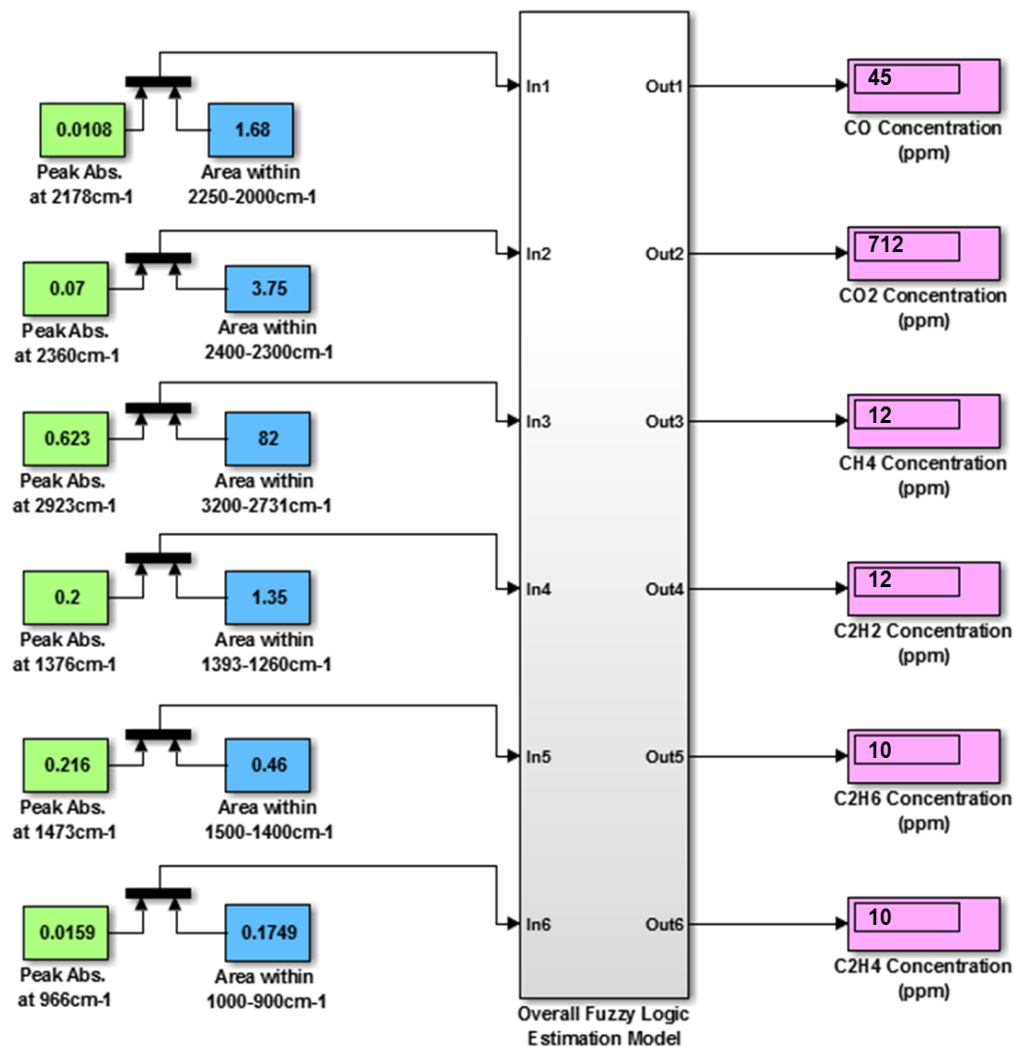 0.0108
1.68
Peak Abs.
at 2178cm-1
Area within
2250-2000cm-1
In1
Out1
45
CO Concentration
(ppm)
0.07
3.75
Peak Abs.
at 2360cm-1
Area within
2400-2300cm-1
In2
Out2
712
CO2 Concentration
(ppm)
0.623
82
Peak Abs.
at 2923cm-1
Area within
3200-2731cm-1
In3
Out3
12
CH4 Concentration
(ppm)
0.2
1.35
Peak Abs.
at 1376cm-1
Area within
1393-1260cm-1
In4
Out4
12
C2H2 Concentration
(ppm)
0.216
0.46
Peak Abs.
at 1473cm-1
Area within
1500-1400cm-1
In5
Out5
10
C2H6 Concentration
(ppm)
0.0159
0.1749
Peak Abs.
at 966cm-1
Area within
1000-900cm-1
In6
Out6
10
C2H4 Concentration
(ppm)
Overall Fuzzy Logic
Estimation Model